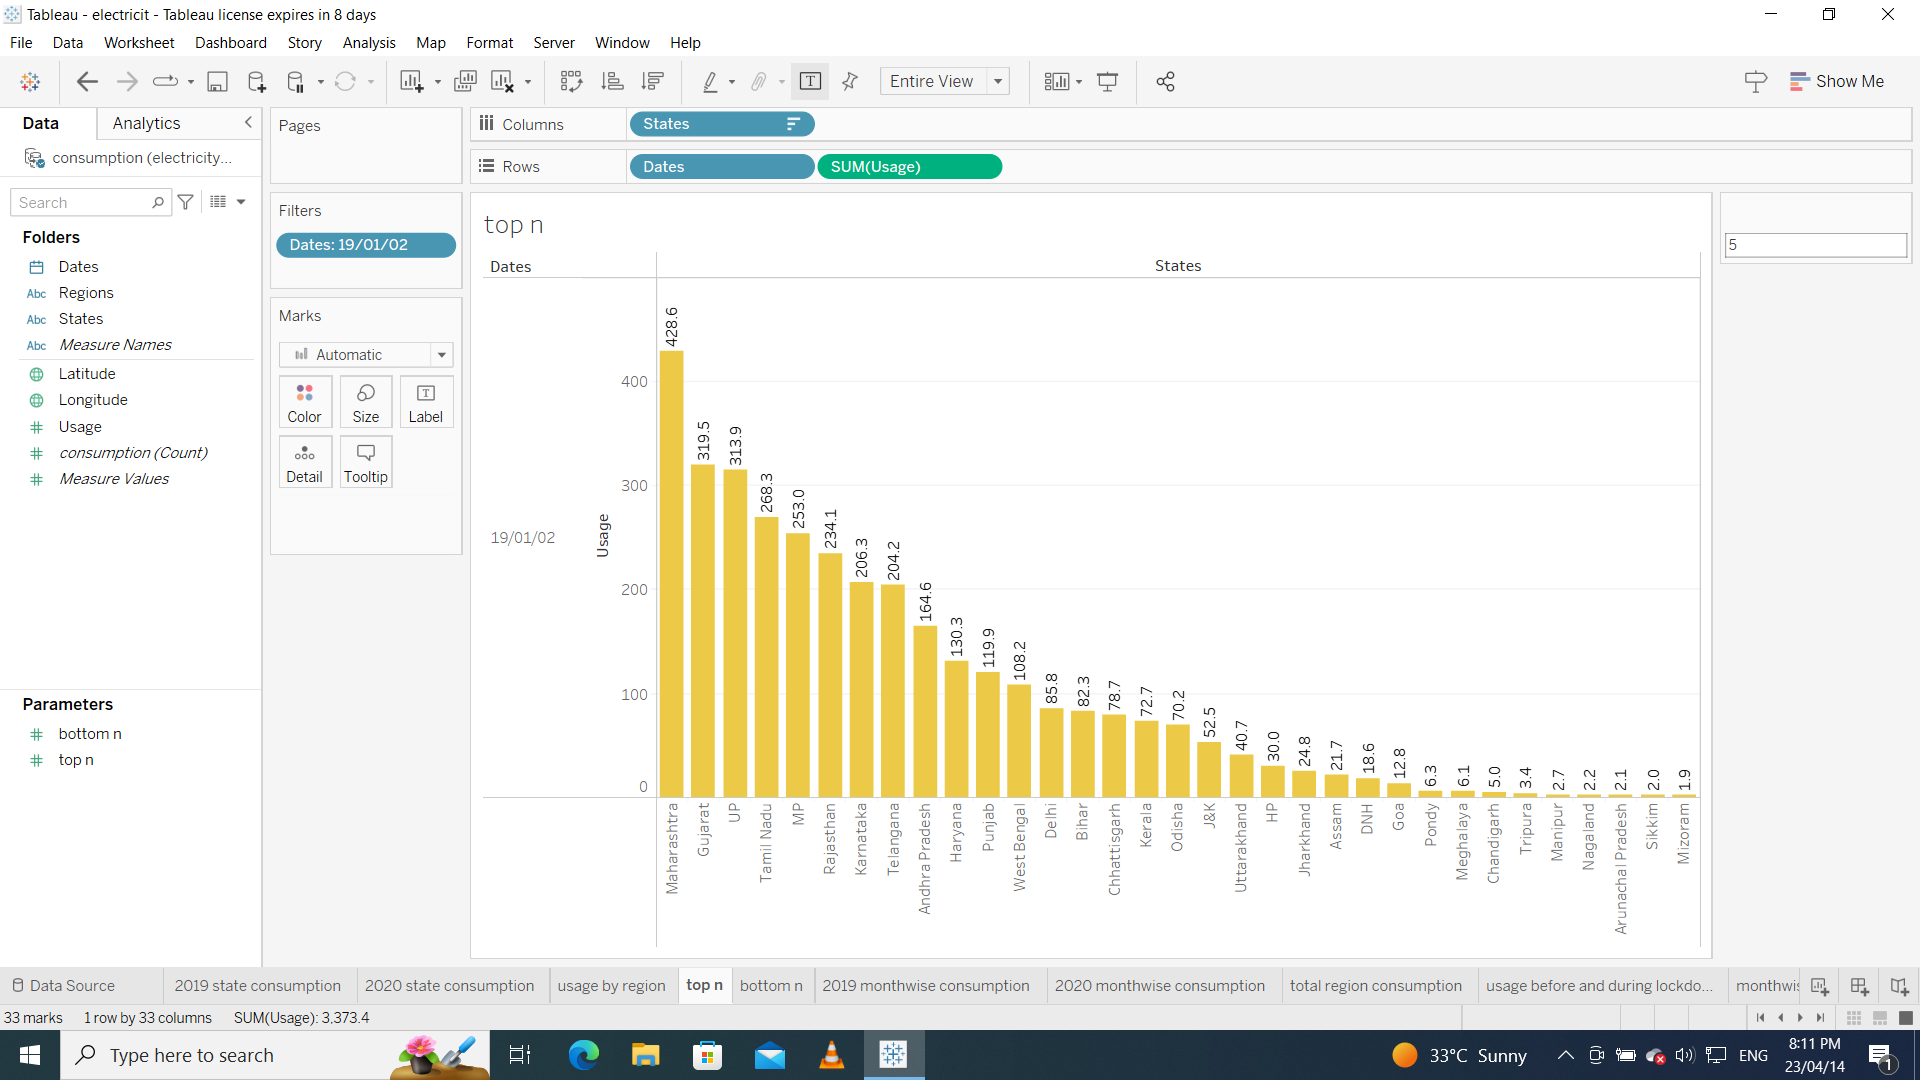 Tableau - electricit - Tableau license expires in 8 days
File Data Worksheet Dashboard Story Analysis Map Format Server Window Help
Entire View
Show Me
Data Analytics
consumption (electricity...
Search
Folders
Dates
Abc Regions
Abc States
Abc Measure Names
Latitude
Longitude
Usage
consumption (Count)
Measure Values
Parameters
bottom n
top n
Pages
Filters
Dates: 19/01/02
Marks
Automatic
Color Size Label
Detail Tooltip
Columns States
Rows Dates SUM(Usage)
top n
Dates States
19/01/02
Usage
400
300
200
100
0
428.6
319.5
313.9
268.3
253.0
234.1
206.3
204.2
164.6
130.3
119.9
108.2
85.8
82.3
78.7
72.7
70.2
52.5
40.7
30.0
24.8
21.7
18.6
12.8
6.3
6.1
5.0
3.4
2.7
2.2
2.1
2.0
1.9
Maharashtra
Gujarat
UP
Tamil Nadu
MP
Rajasthan
Karnataka
Telangana
Andhra Pradesh
Haryana
Punjab
West Bengal
Delhi
Bihar
Chhattisgarh
Kerala
Odisha
J&K
Uttarakhand
HP
Jharkhand
Assam
DNH
Goa
Pondy
Meghalaya
Chandigarh
Tripura
Manipur
Nagaland
Arunachal Pradesh
Sikkim
Mizoram
5
Data Source 2019 state consumption 2020 state consumption usage by region top n bottom n 2019 monthwise consumption 2020 monthwise consumption total region consumption usage before and during lockdo... monthwis
33 marks 1 row by 33 columns SUM(Usage): 3,373.4
Type here to search
33°C Sunny
ENG
8:11 PM
23/04/14
1